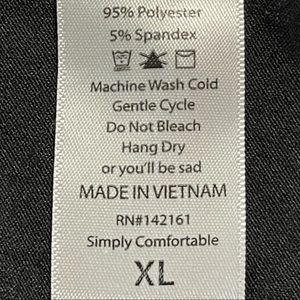 95% Polyester
5% Spandex
Machine Wash Cold
Gentle Cycle
Do Not Bleach
Hang Dry
or you'll be sad
MADE IN VIETNAM
RN#142161
Simply Comfortable
XL